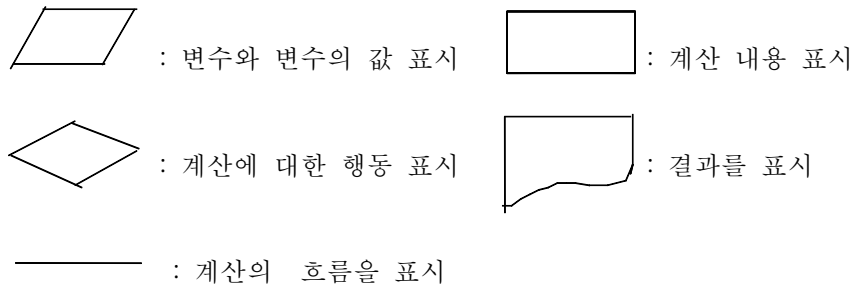 : 변수와 변수의 값 표시 : 계산 내용 표시
: 계산에 대한 행동 표시 : 결과를 표시
: 계산의 흐름을 표시